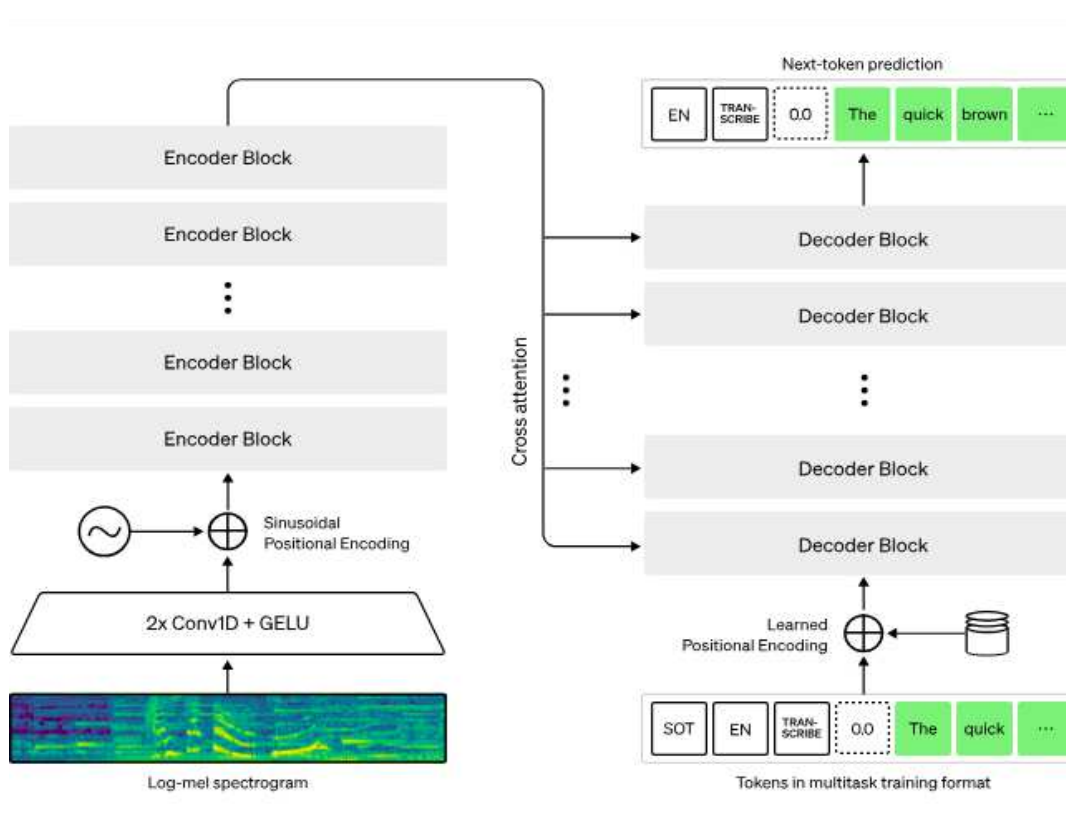 Encoder Block
Encoder Block
Encoder Block
Encoder Block
Sinusoidal
Positional Encoding
2x Conv1D + GELU
Log-mel spectrogram
Cross attention
Next-token prediction
EN TRAN-SCRIBE 0.0 The quick brown ...
Decoder Block
Decoder Block
Decoder Block
Decoder Block
Learned
Positional Encoding
SOT EN TRAN-SCRIBE 0.0 The quick ...
Tokens in multitask training format